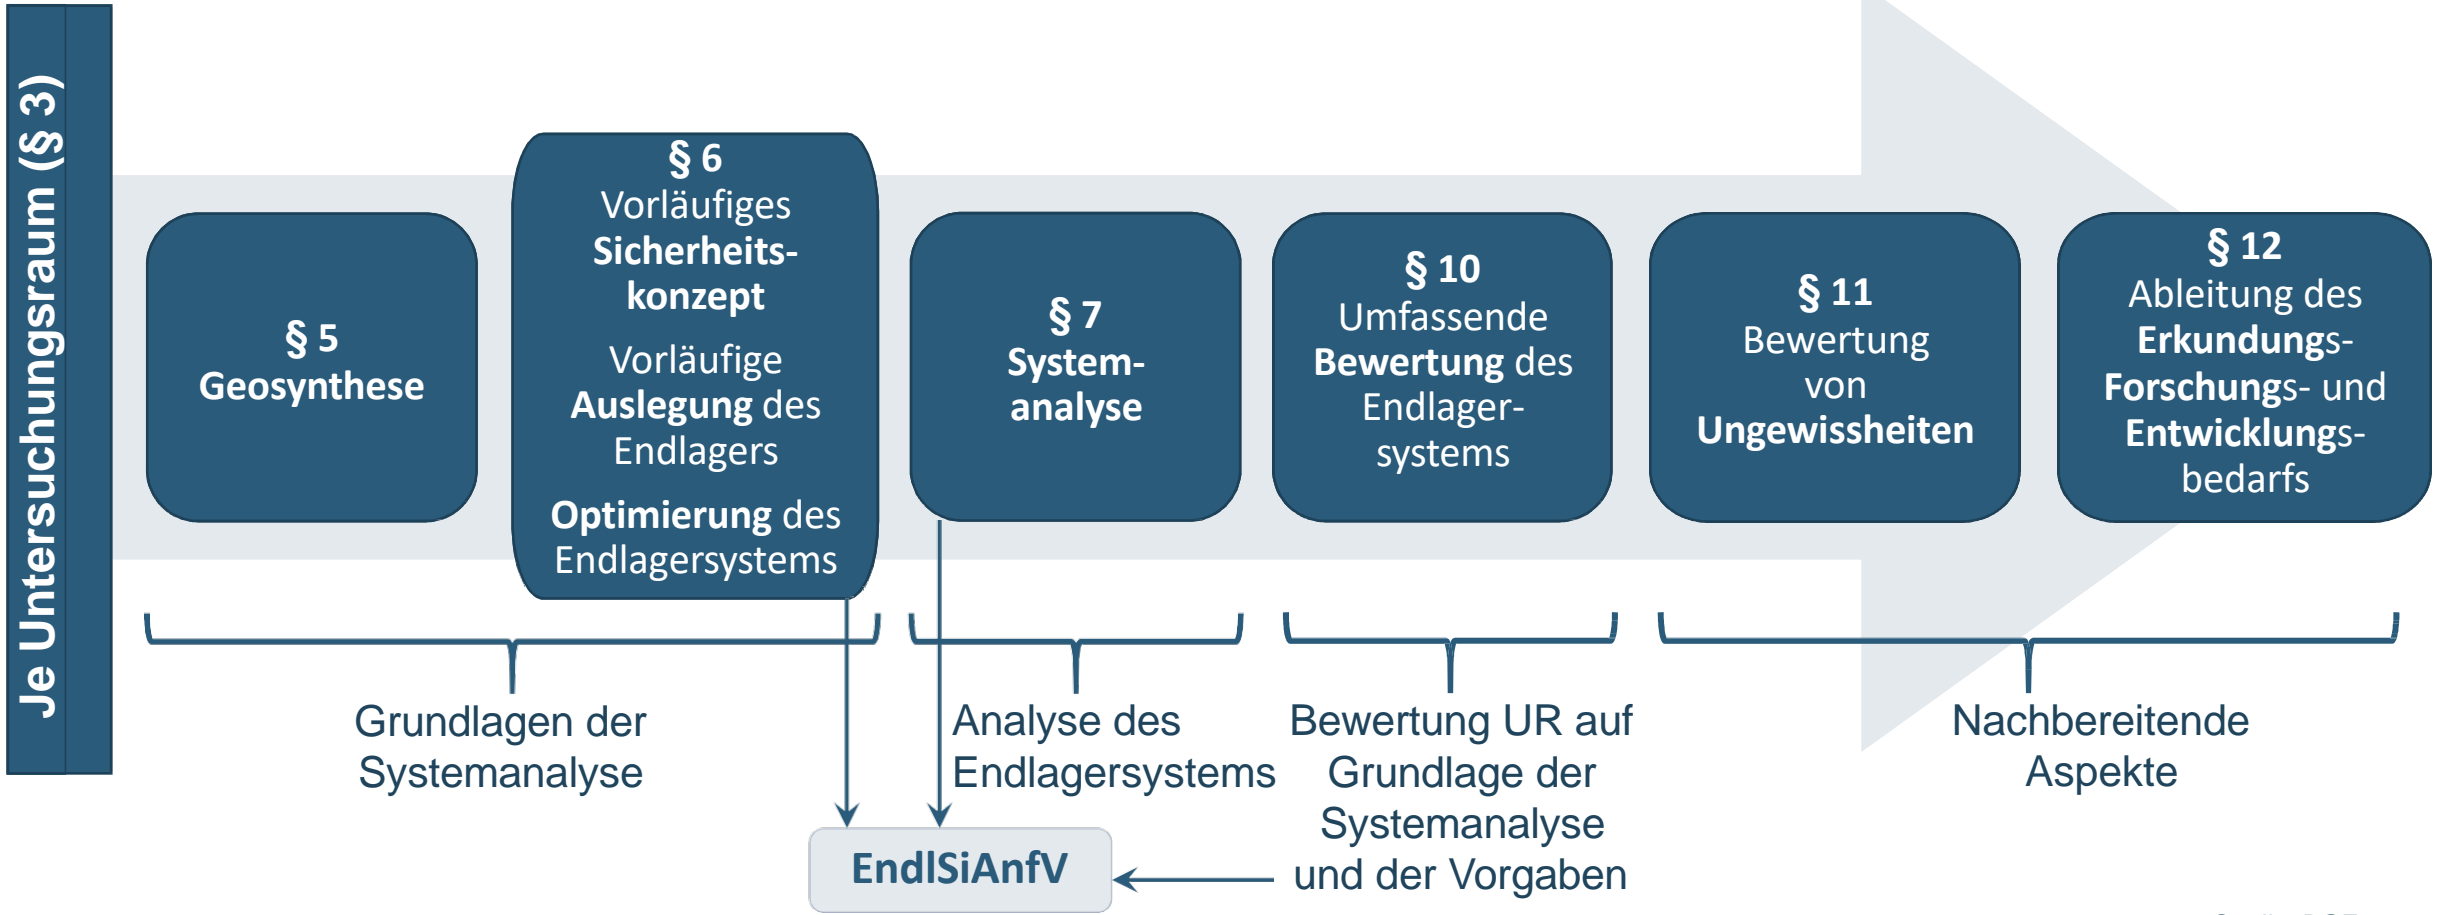 Je Untersuchungsraum (§ 3)
§ 5
Geosynthese
§ 6
Vorläufiges
Sicherheits-
konzept
Vorläufige
Auslegung des
Endlagers
Optimierung des
Endlagersystems
§ 7
System-
analyse
§ 10
Umfassende
Bewertung des
Endlager-
systems
§ 11
Bewertung
von
Ungewissheiten
§ 12
Ableitung des
Erkundungs-
Forschungs- und
Entwicklungs-
bedarfs
Grundlagen der
Systemanalyse
Analyse des
Endlagersystems
Bewertung UR auf
Grundlage der
Systemanalyse
und der Vorgaben
Nachbereitende
Aspekte
EndlSiAnfV